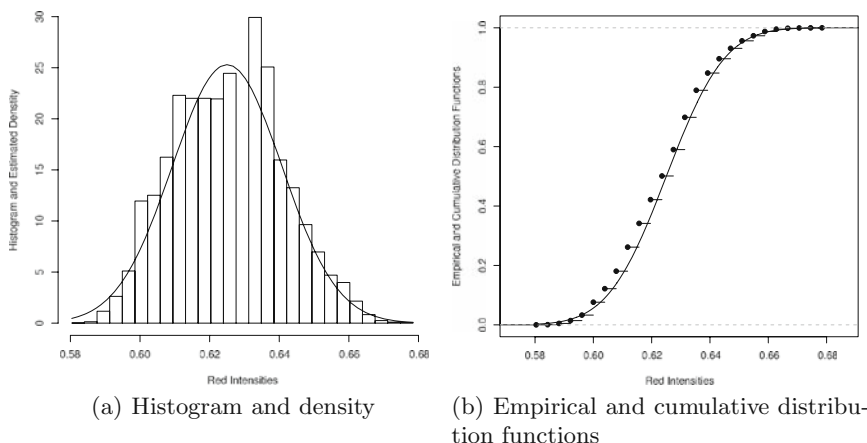 Histogram and Estimated Denstity
0 5 10 15 20 25 30
0.58 0.60 0.62 0.64 0.66 0.68
Red Intensities
(a) Histogram and density
Empirical and Cumulative Distribution Functions
0.0 0.2 0.4 0.6 0.8 1.0
0.58 0.60 0.62 0.64 0.66 0.68
Red Intensities
(b) Empirical and cumulative distribu-
tion functions